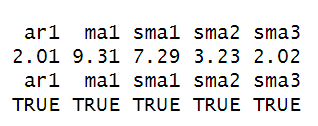 ar1 ma1 sma1 sma2 sma3
2.01 9.31 7.29 3.23 2.02
ar1 ma1 sma1 sma2 sma3
TRUE TRUE TRUE TRUE TRUE